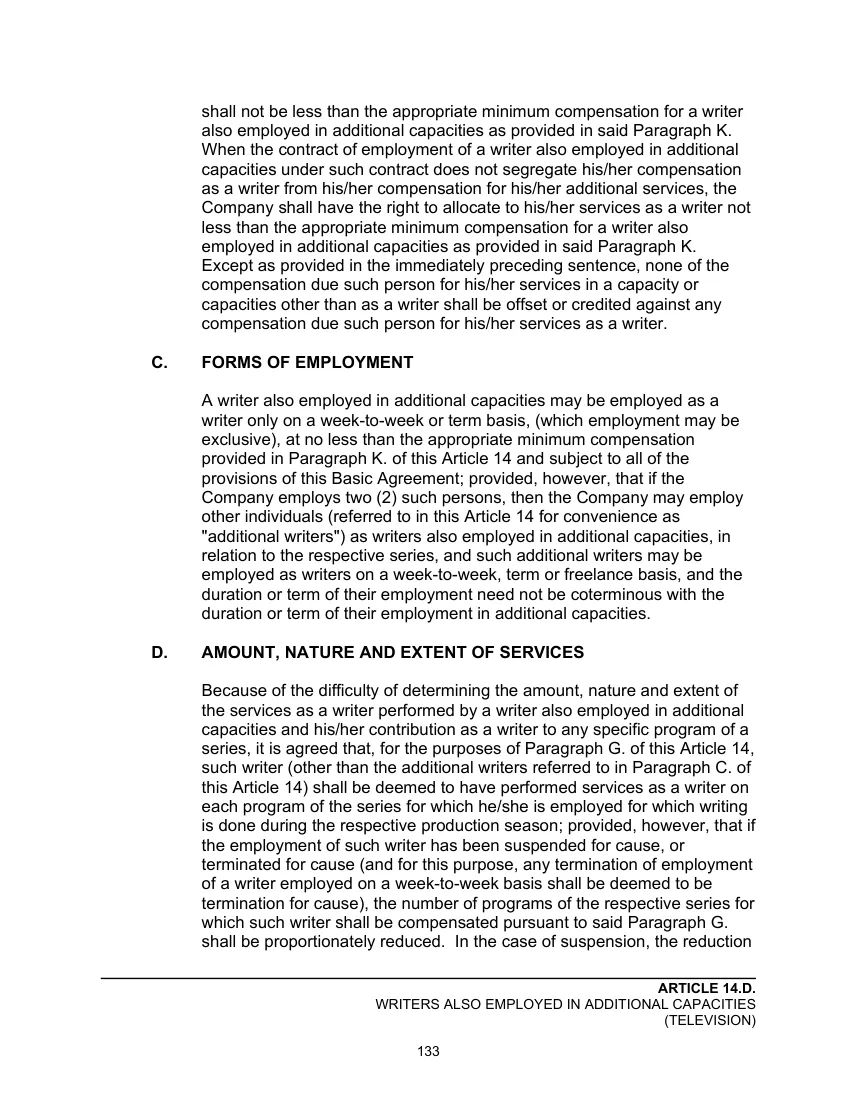 shall not be less than the appropriate minimum compensation for a writer
also employed in additional capacities as provided in said Paragraph K.
When the contract of employment of a writer also employed in additional
capacities under such contract does not segregate his/her compensation
as a writer from his/her compensation for his/her additional services, the
Company shall have the right to allocate to his/her services as a writer not
less than the appropriate minimum compensation for a writer also
employed in additional capacities as provided in said Paragraph K.
Except as provided in the immediately preceding sentence, none of the
compensation due such person for his/her services in a capacity or
capacities other than as a writer shall be offset or credited against any
compensation due such person for his/her services as a writer.
C. FORMS OF EMPLOYMENT
A writer also employed in additional capacities may be employed as a
writer only on a week-to-week or term basis, (which employment may be
exclusive), at no less than the appropriate minimum compensation
provided in Paragraph K. of this Article 14 and subject to all of the
provisions of this Basic Agreement; provided, however, that if the
Company employs two (2) such persons, then the Company may employ
other individuals (referred to in this Article 14 for convenience as
"additional writers") as writers also employed in additional capacities, in
relation to the respective series, and such additional writers may be
employed as writers on a week-to-week, term or freelance basis, and the
duration or term of their employment need not be coterminous with the
duration or term of their employment in additional capacities.
D. AMOUNT, NATURE AND EXTENT OF SERVICES
Because of the difficulty of determining the amount, nature and extent of
the services as a writer performed by a writer also employed in additional
capacities and his/her contribution as a writer to any specific program of a
series, it is agreed that, for the purposes of Paragraph G. of this Article 14,
such writer (other than the additional writers referred to in Paragraph C. of
this Article 14) shall be deemed to have performed services as a writer on
each program of the series for which he/she is employed for which writing
is done during the respective production season; provided, however, that if
the employment of such writer has been suspended for cause, or
terminated for cause (and for this purpose, any termination of employment
of a writer employed on a week-to-week basis shall be deemed to be
termination for cause), the number of programs of the respective series for
which such writer shall be compensated pursuant to said Paragraph G.
shall be proportionately reduced.  In the case of suspension, the reduction
ARTICLE 14.D.
WRITERS ALSO EMPLOYED IN ADDITIONAL CAPACITIES
(TELEVISION)
133